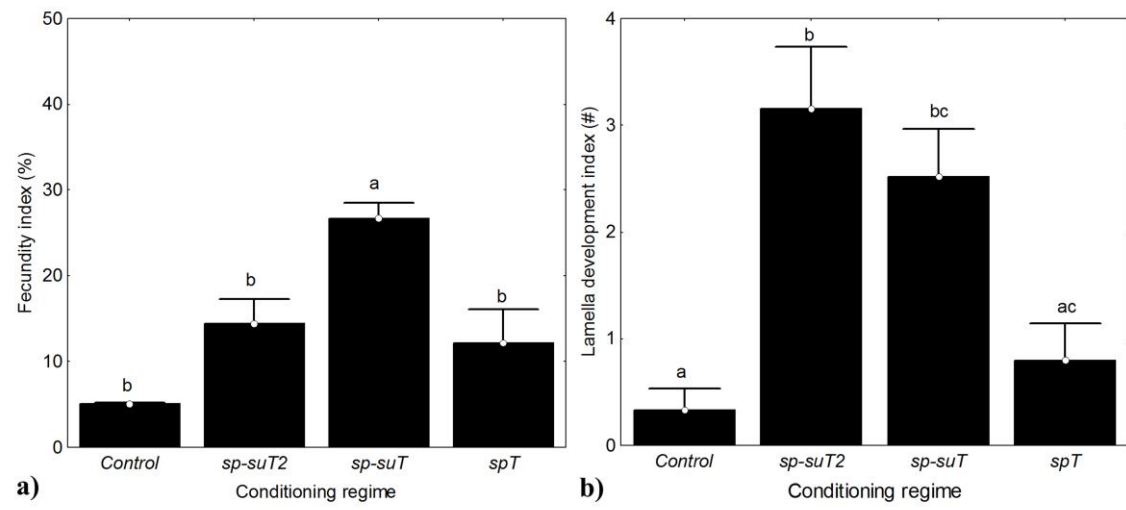 50
40
30
20
10
0
Fecundity index (%)
b
b
a
b
Control sp-suT2 sp-suT spT
Conditioning regime
a)
4
3
2
1
0
Lamella development index (#)
a
b
bc
ac
Control sp-suT2 sp-suT spT
Conditioning regime
b)